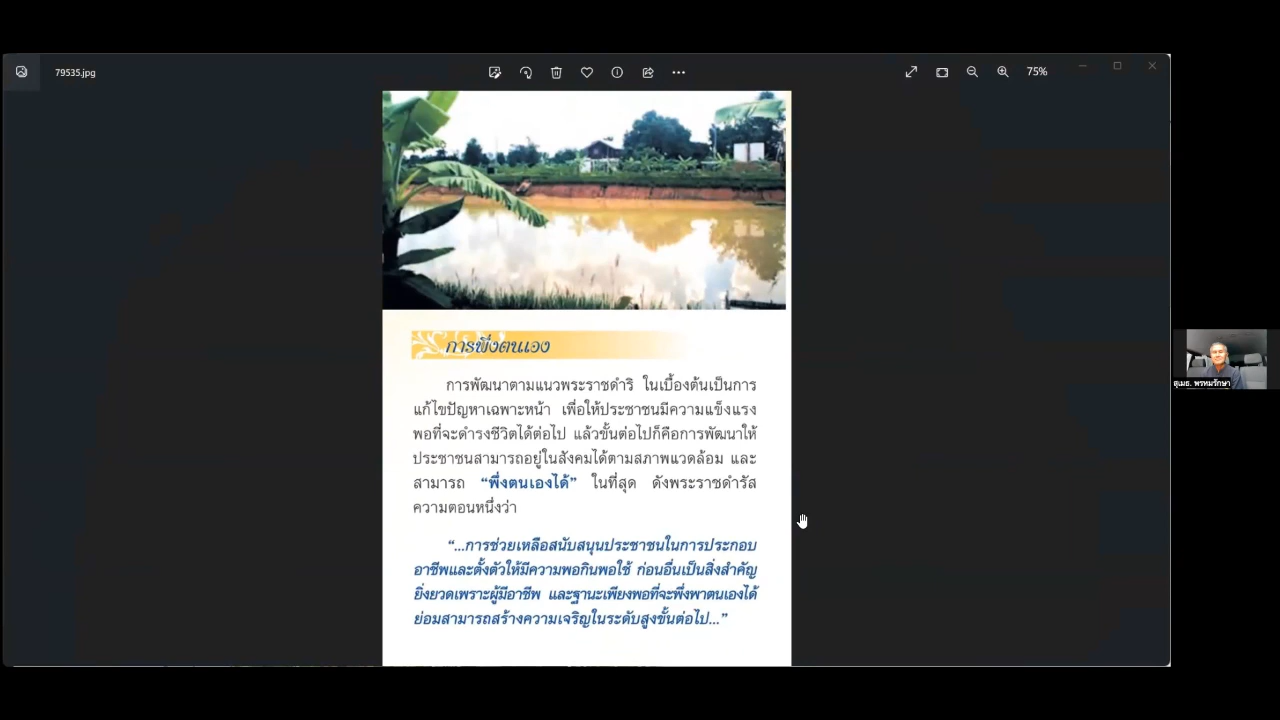 79535.jpg
75%
การพึ่งตนเอง
การพัฒนาตามแนวพระราชดำริ ในเบื้องต้นเป็นการ
แก้ไขปัญหาเฉพาะหน้า เพื่อให้ประชาชนมีความแข็งแรง
พอที่จะดำรงชีวิตได้ต่อไป แล้วขั้นต่อไปก็คือการพัฒนาให้
ประชาชนสามารถอยู่ในสังคมได้ตามสภาพแวดล้อม และ
สามารถ “พึ่งตนเองได้” ในที่สุด ดังพระราชดำรัส
ความตอนหนึ่งว่า
“...การช่วยเหลือสนับสนุนประชาชนในการประกอบ
อาชีพและตั้งตัวให้มีความพอกินพอใช้ ก่อนอื่นเป็นสิ่งสำคัญ
ยิ่งยวดเพราะผู้มีอาชีพ และฐานะเพียงพอที่จะพึ่งพาตนเองได้
ย่อมสามารถสร้างความเจริญในระดับสูงขั้นต่อไป...”
สุเมธ. พรหมรักษา